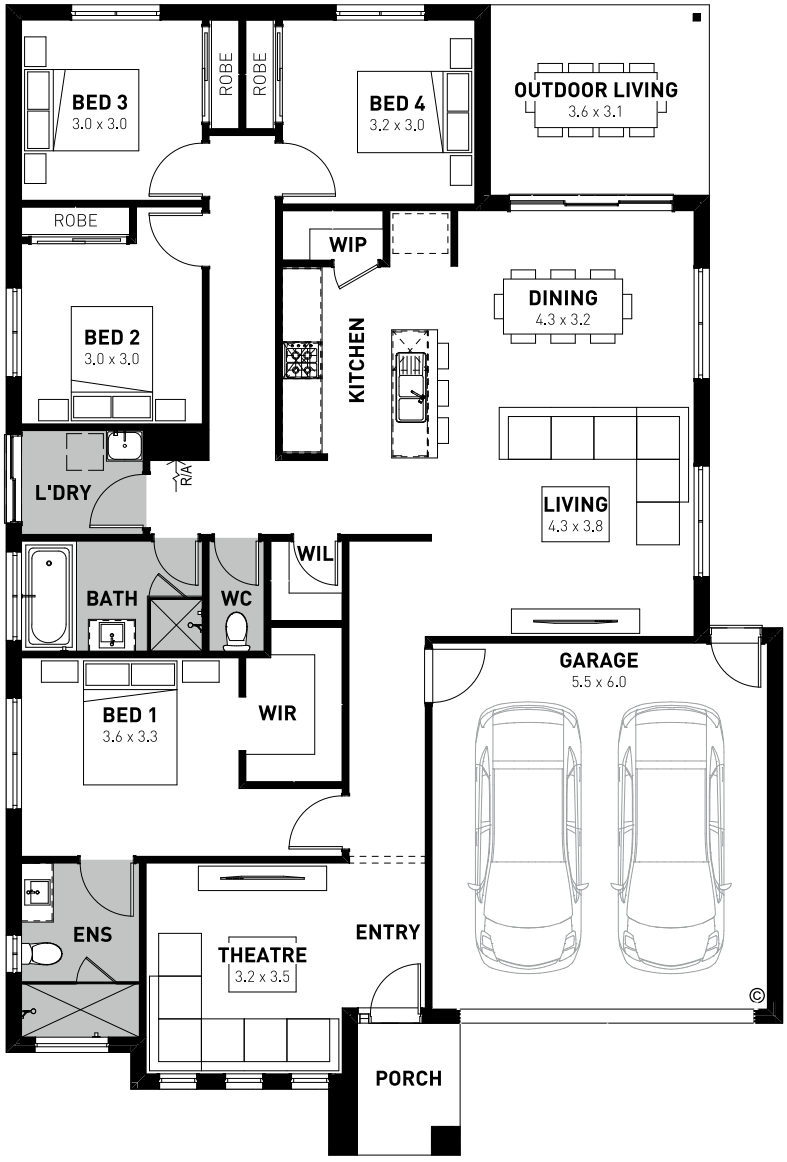 BED 3
3.0 x 3.0
ROBE
ROBE
BED 4
3.2 x 3.0
OUTDOOR LIVING
3.6 x 3.1
ROBE
WIP
BED 2
3.0 x 3.0
KITCHEN
DINING
4.3 x 3.2
L'DRY
R/A
LIVING
4.3 x 3.8
BATH
WC
WIL
GARAGE
5.5 x 6.0
BED 1
3.6 x 3.3
WIR
ENS
THEATRE
3.2 x 3.5
ENTRY
©
PORCH